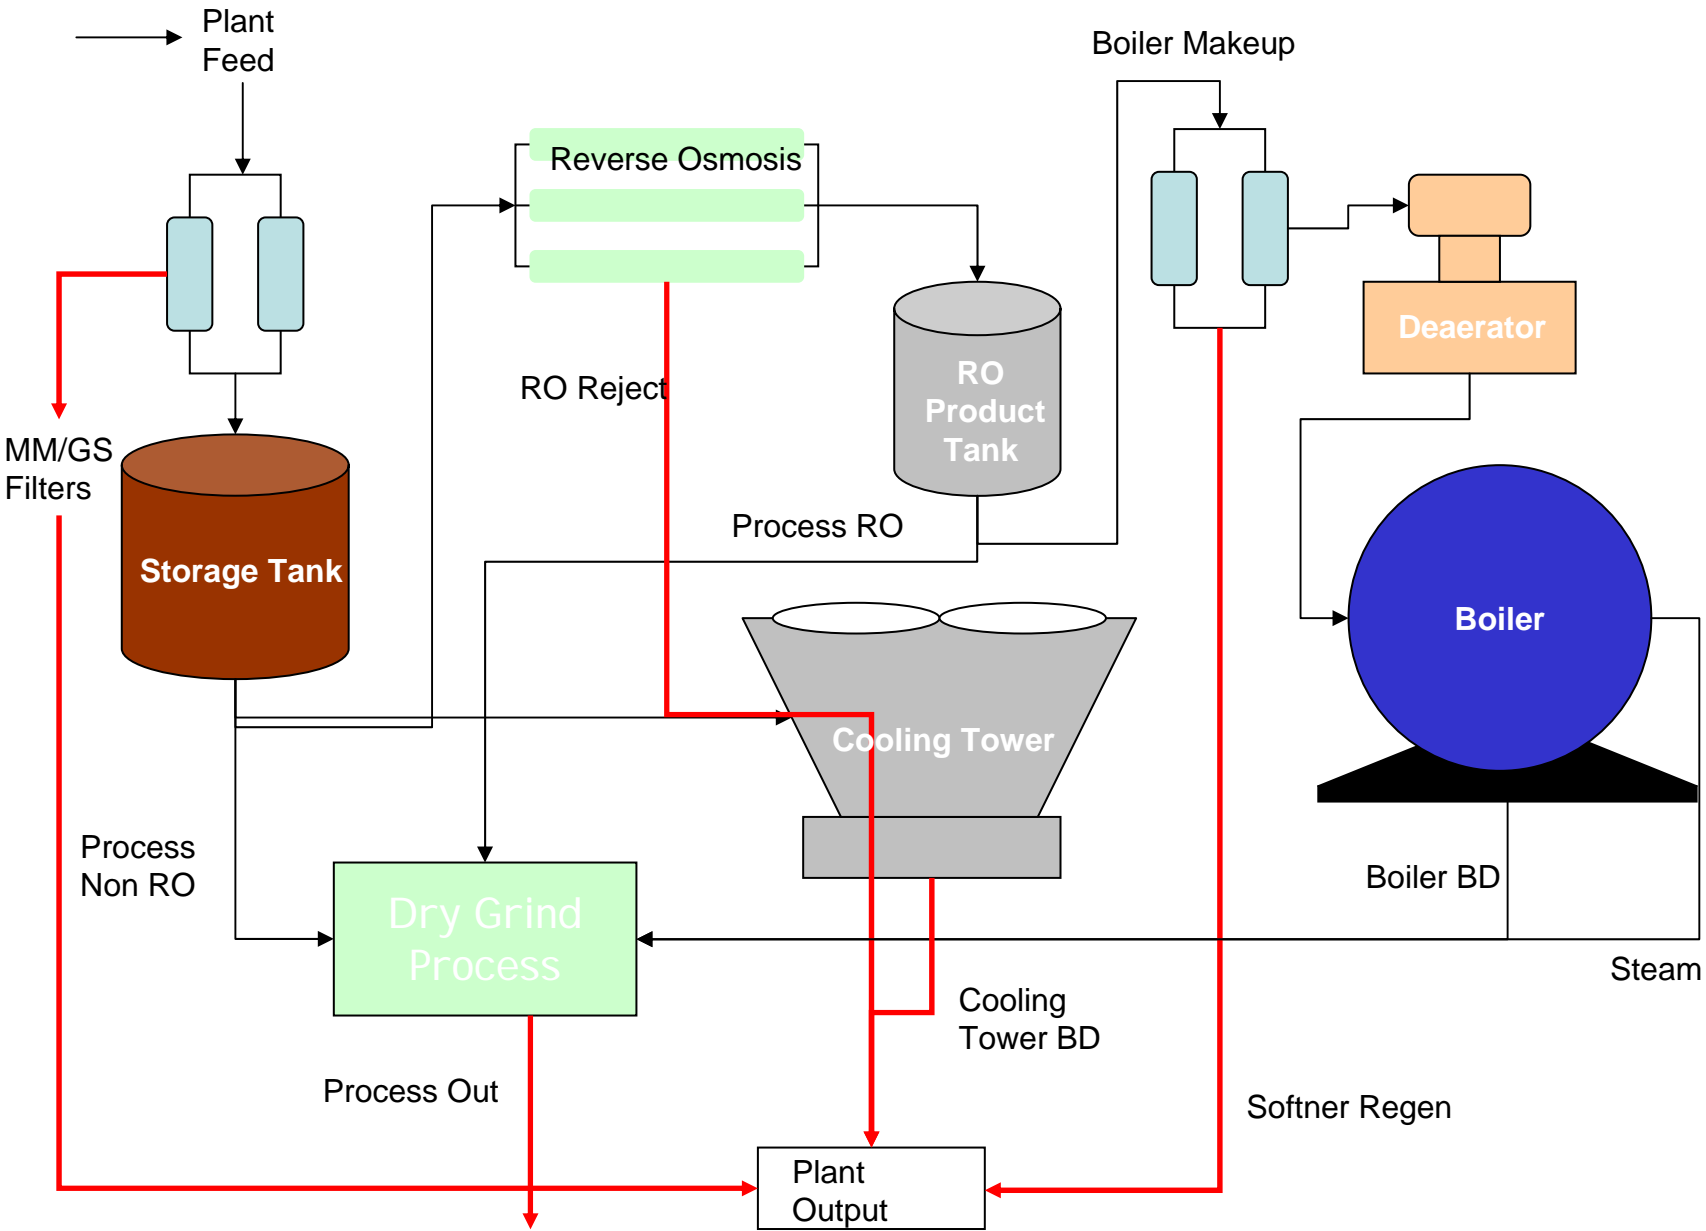 Plant
Feed
Boiler Makeup
Reverse Osmosis
Deaerator
RO Reject
RO
Product
Tank
MM/GS
Filters
Process RO
Storage Tank
Boiler
Cooling Tower
Process
Non RO
Boiler BD
Dry Grind
Process
Steam
Cooling
Tower BD
Process Out
Softner Regen
Plant
Output